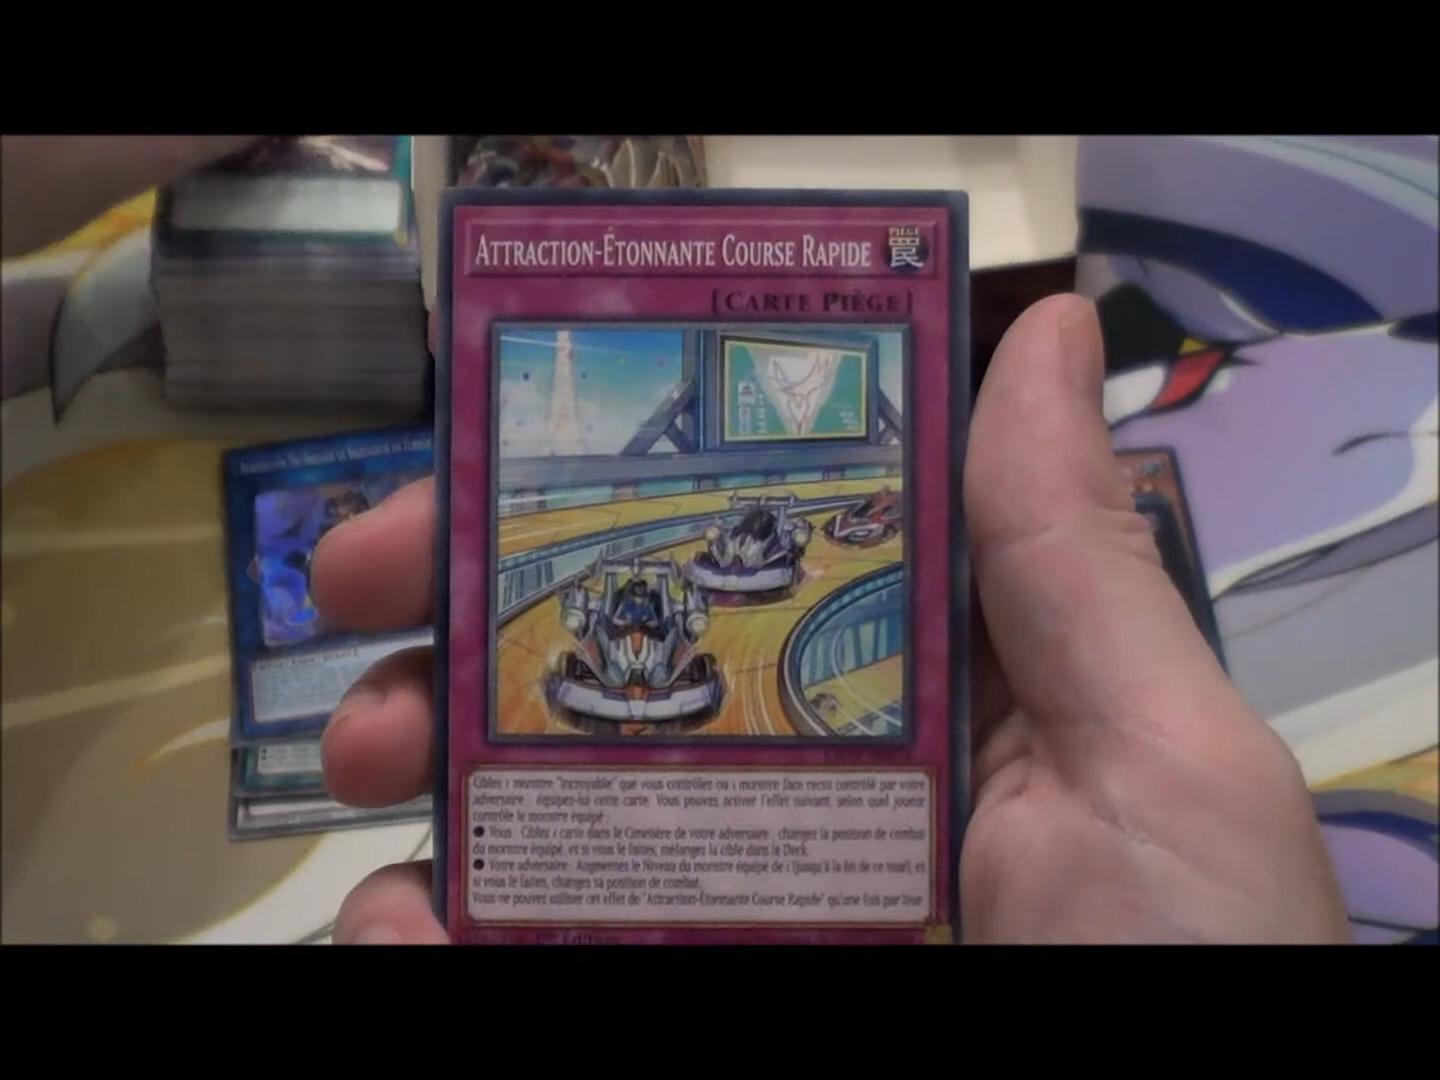 ATTRACTION-ÉTONNANTE COURSE RAPIDE
PIÈGE
罠
[CARTE PIÈGE]
Ciblez 1 monstre "Incroyable" que vous contrôlez ou 1 monstre face recto contrôlé par votre
adversaire : équipez-lui cette carte. Vous pouvez activer l'effet suivant, selon quel joueur
contrôle le monstre équipé :
● Vous : Ciblez 1 carte dans le Cimetière de votre adversaire ; changez la position de combat
du monstre équipé, et si vous le faites, mélangez la cible dans le Deck.
● Votre adversaire : Augmentez le Niveau du monstre équipé de 1 (jusqu'à la fin de ce tour), et
si vous le faites, changez sa position de combat.
Vous ne pouvez utiliser cet effet de "Attraction-Étonnante Course Rapide" qu'une fois par tour
Édition